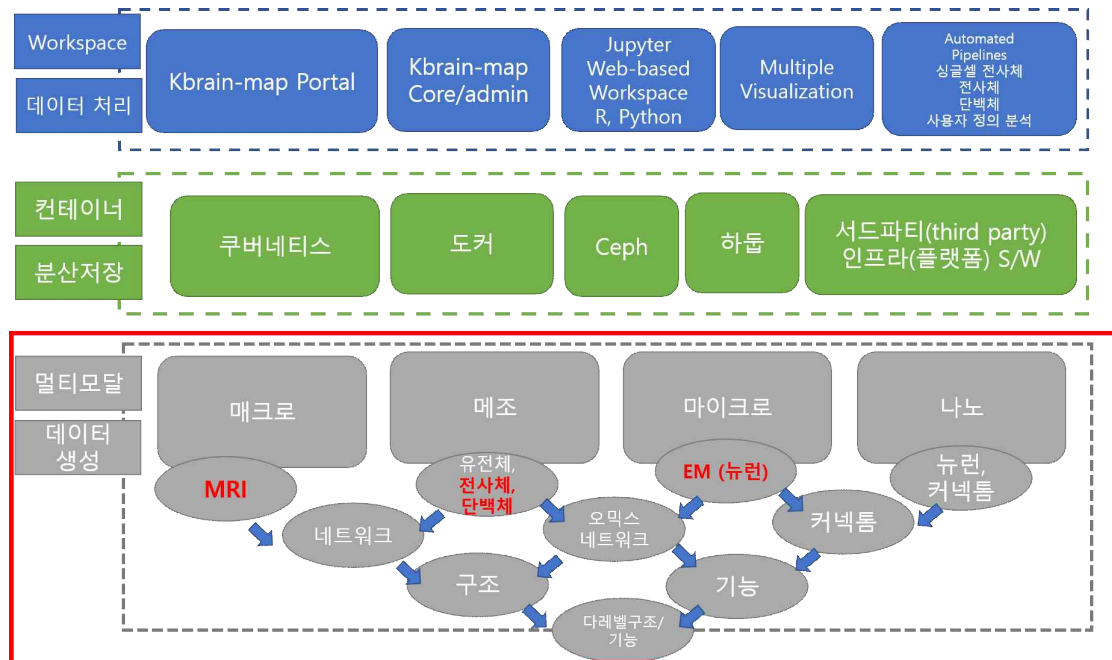 Workspace
데이터 처리
Kbrain-map Portal
Kbrain-map
Core/admin
Jupyter
Web-based
Workspace
R, Python
Multiple
Visualization
Automated
Pipelines
싱글셀 전사체
전사체
단백체
사용자 정의 분석
컨테이너
분산저장
쿠버네티스
도커
Ceph
하둡
서드파티(third party)
인프라(플랫폼) S/W
멀티모달
데이터
생성
매크로
메조
마이크로
나노
MRI
유전체,
전사체,
단백체
EM (뉴런)
뉴런,
커넥톰
네트워크
오믹스
네트워크
커넥톰
구조
기능
다레벨구조/
기능